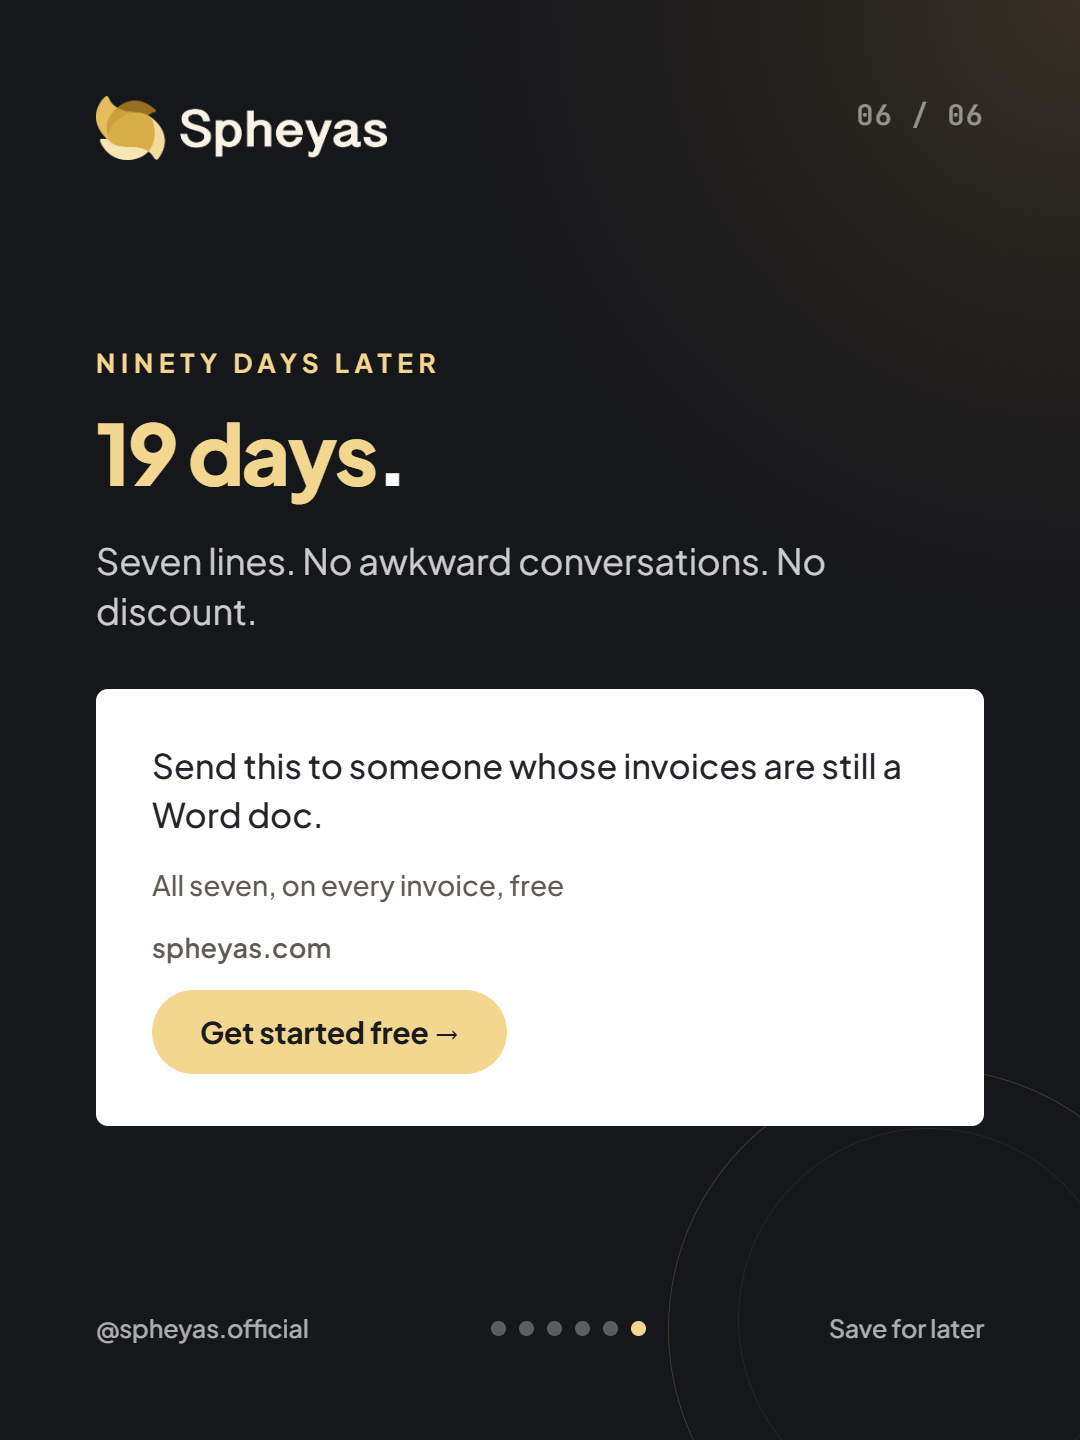 Spheyas
06 / 06
NINETY DAYS LATER
19 days.
Seven lines. No awkward conversations. No
discount.
Send this to someone whose invoices are still a
Word doc.
All seven, on every invoice, free
spheyas.com
Get started free →
@spheyas.official
Save for later